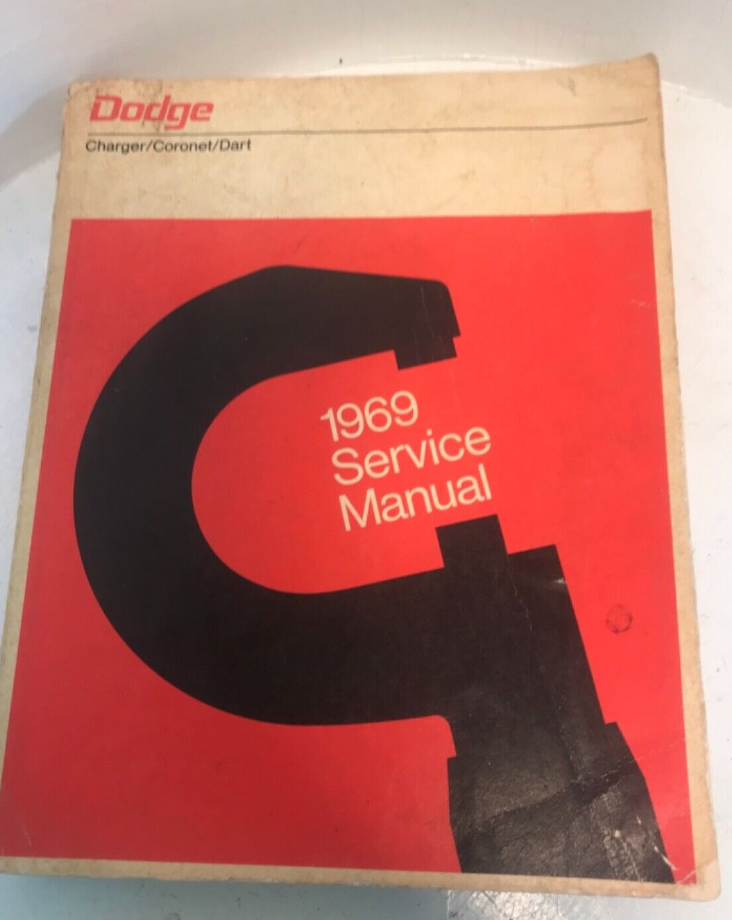 Dodge
Charger/Coronet/Dart
1969
Service
Manual